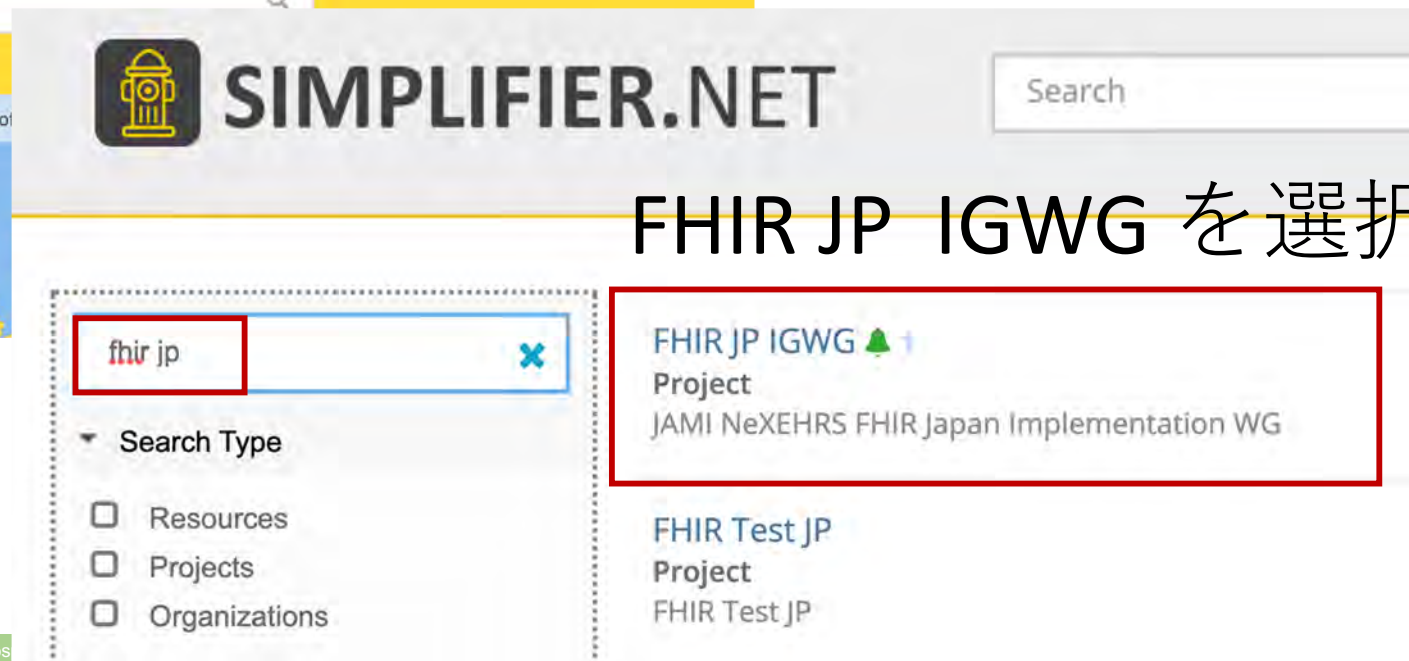 SIMPLIFIER.NET
Search
FHIR JP IGWG を選択
fhir jp
Search Type
Resources
Projects
Organizations
FHIR JP IGWG
Project
JAMI NeXEHRS FHIR Japan Implementation WG
FHIR Test JP
Project
FHIR Test JP